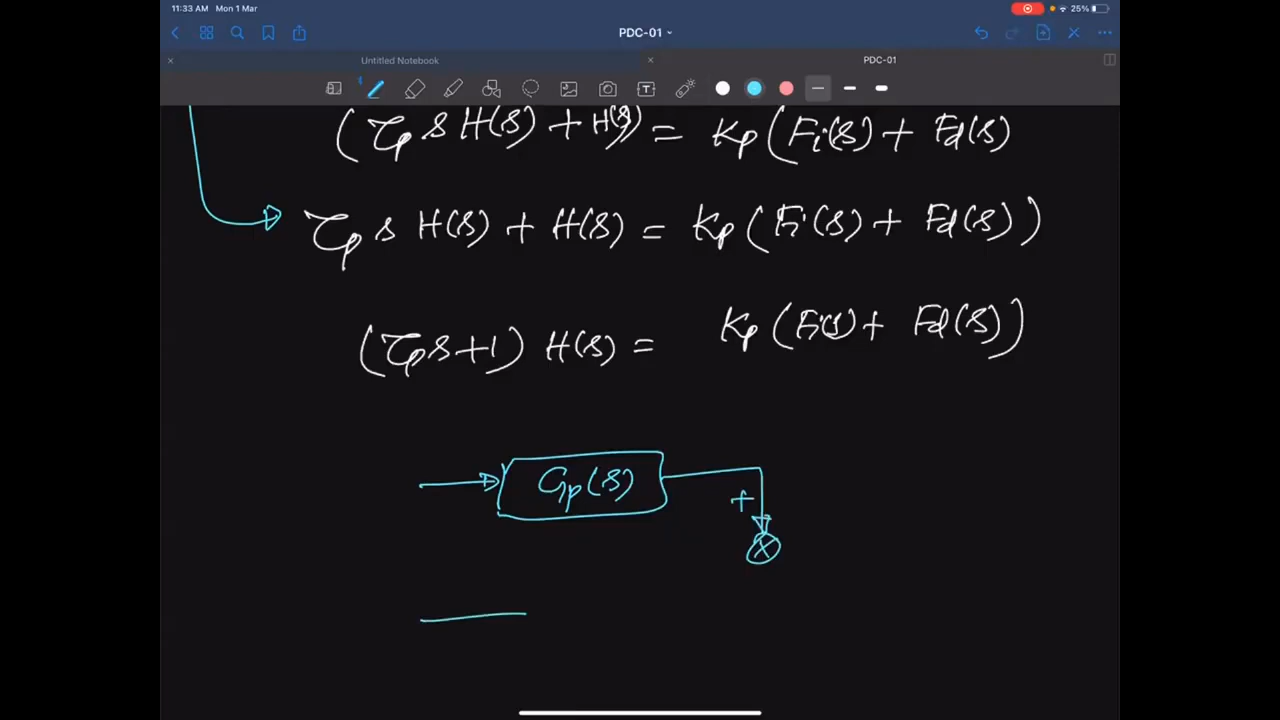 11:33 AM Mon 1 Mar
25%
PDC-01
Untitled Notebook
PDC-01
(τp s H(s) + H(s)) = Kp (Fi(s) + Fd(s)
τp s H(s) + H(s) = Kp (Fi(s) + Fd(s))
(τps+1) H(s) = Kp (Fi(s) + Fd(s))
Gp(s)
+